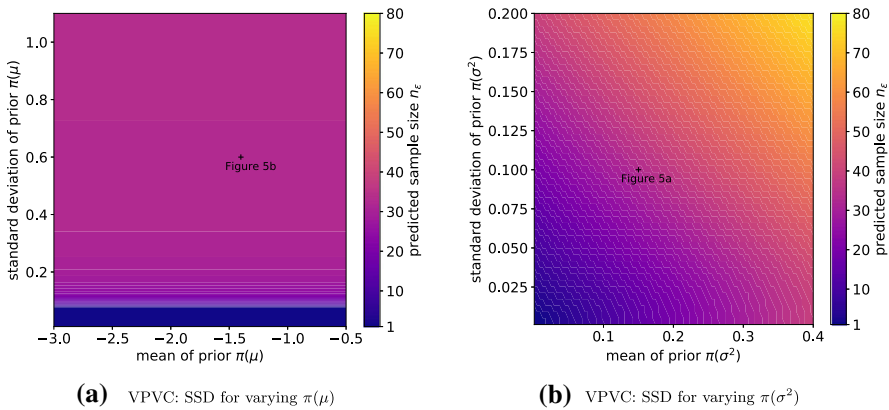 standard deviation of prior π(μ)
1.0
0.8
0.6
0.4
0.2
Figure 5b
−3.0 −2.5 −2.0 −1.5 −1.0 −0.5
mean of prior π(μ)
80
70
60
50
40
30
20
10
1
predicted sample size nε
(a) VPVC: SSD for varying π(μ)
standard deviation of prior π(σ²)
0.200
0.175
0.150
0.125
0.100
0.075
0.050
0.025
Figure 5a
0.1 0.2 0.3 0.4
mean of prior π(σ²)
80
70
60
50
40
30
20
10
1
predicted sample size nε
(b) VPVC: SSD for varying π(σ²)